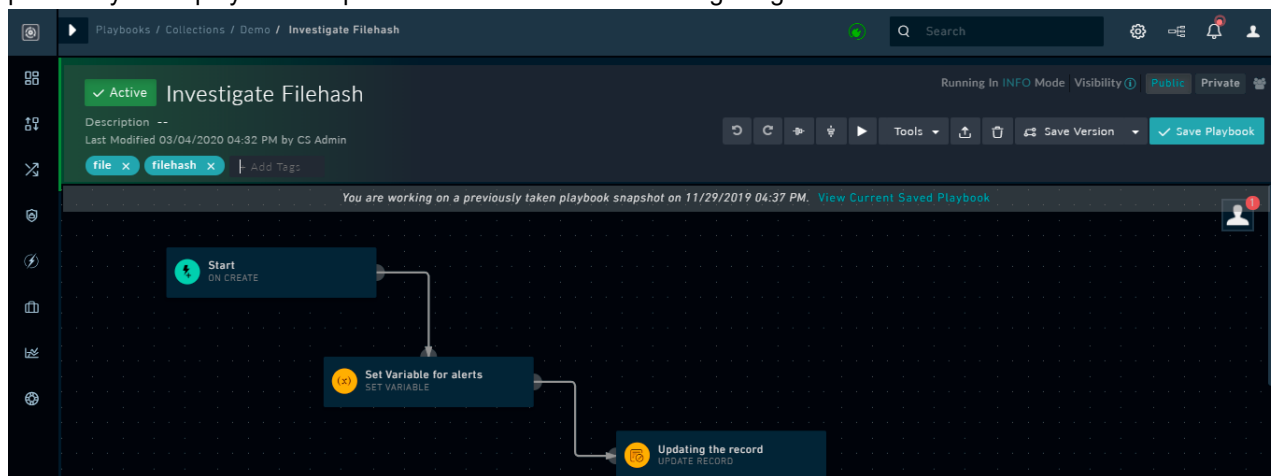 Playbooks / Collections / Demo / Investigate Filehash
Search
Active
Investigate Filehash
Running In INFO Mode Visibility Public Private
Description --
Last Modified 03/04/2020 04:32 PM by CS Admin
Tools
Save Version
Save Playbook
file x filehash x Add Tags
You are working on a previously taken playbook snapshot on 11/29/2019 04:37 PM. View Current Saved Playbook
1
Start
ON CREATE
(x)
Set Variable for alerts
SET VARIABLE
Updating the record
UPDATE RECORD